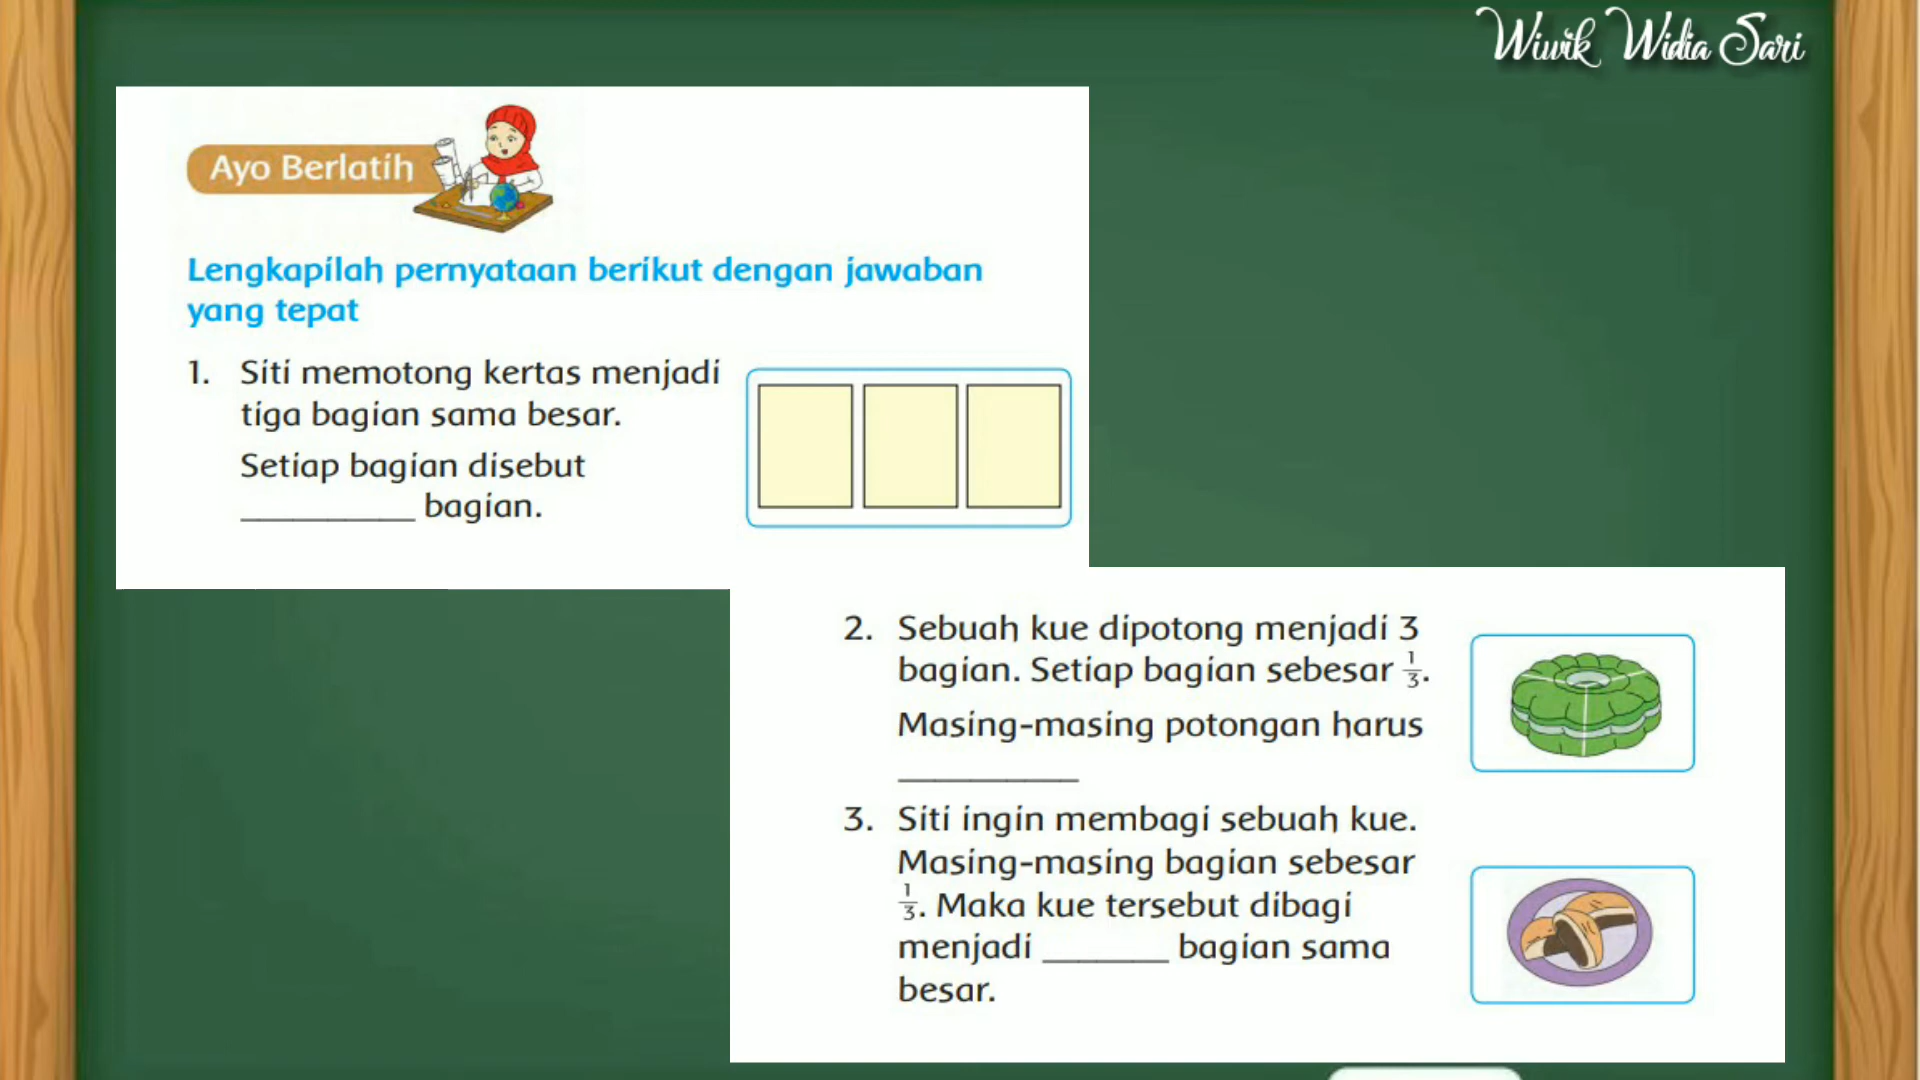 Wiwik Widia Sari
Ayo Berlatih
Lengkapilah pernyataan berikut dengan jawaban
yang tepat
1. Siti memotong kertas menjadi
tiga bagian sama besar.
Setiap bagian disebut
__________ bagian.
2. Sebuah kue dipotong menjadi 3
bagian. Setiap bagian sebesar 1/3.
Masing-masing potongan harus
__________
3. Siti ingin membagi sebuah kue.
Masing-masing bagian sebesar
1/3. Maka kue tersebut dibagi
menjadi _______ bagian sama
besar.